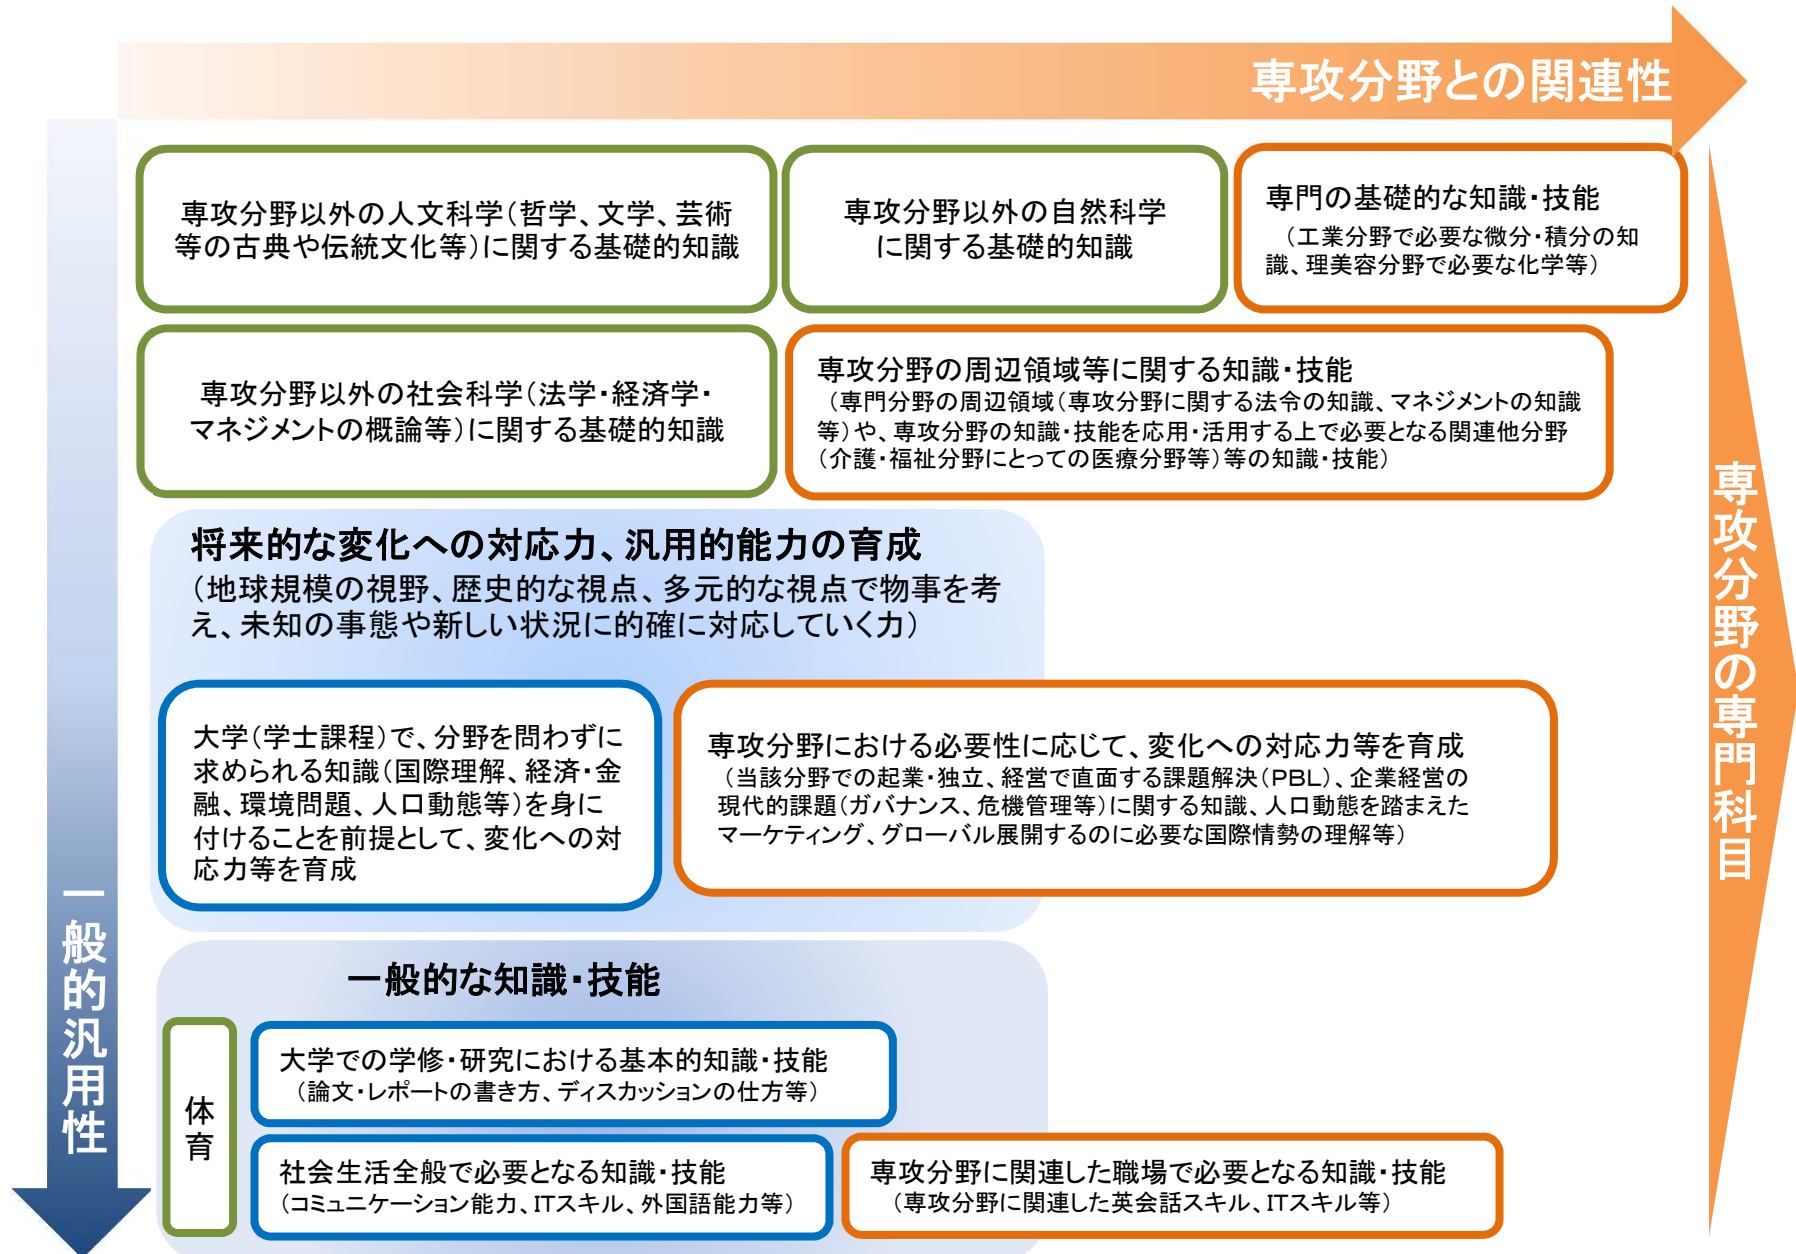 専攻分野との関連性
専攻分野以外の人文科学(哲学、文学、芸術
等の古典や伝統文化等)に関する基礎的知識
専攻分野以外の自然科学
に関する基礎的知識
専門の基礎的な知識・技能
(工業分野で必要な微分・積分の知
識、理美容分野で必要な化学等)
専攻分野以外の社会科学(法学・経済学・
マネジメントの概論等)に関する基礎的知識
専攻分野の周辺領域等に関する知識・技能
(専門分野の周辺領域(専攻分野に関する法令の知識、マネジメントの知識
等)や、専攻分野の知識・技能を応用・活用する上で必要となる関連他分野
(介護・福祉分野にとっての医療分野等)等の知識・技能)
将来的な変化への対応力、汎用的能力の育成
(地球規模の視野、歴史的な視点、多元的な視点で物事を考
え、未知の事態や新しい状況に的確に対応していく力)
大学(学士課程)で、分野を問わずに
求められる知識(国際理解、経済・金
融、環境問題、人口動態等)を身に
付けることを前提として、変化への対
応力等を育成
専攻分野における必要性に応じて、変化への対応力等を育成
(当該分野での起業・独立、経営で直面する課題解決(PBL)、企業経営の
現代的課題(ガバナンス、危機管理等)に関する知識、人口動態を踏まえた
マーケティング、グローバル展開するのに必要な国際情勢の理解等)
一般的な知識・技能
体育
大学での学修・研究における基本的知識・技能
(論文・レポートの書き方、ディスカッションの仕方等)
社会生活全般で必要となる知識・技能
(コミュニケーション能力、ITスキル、外国語能力等)
専攻分野に関連した職場で必要となる知識・技能
(専攻分野に関連した英会話スキル、ITスキル等)
一般的汎用性
専攻分野の専門科目